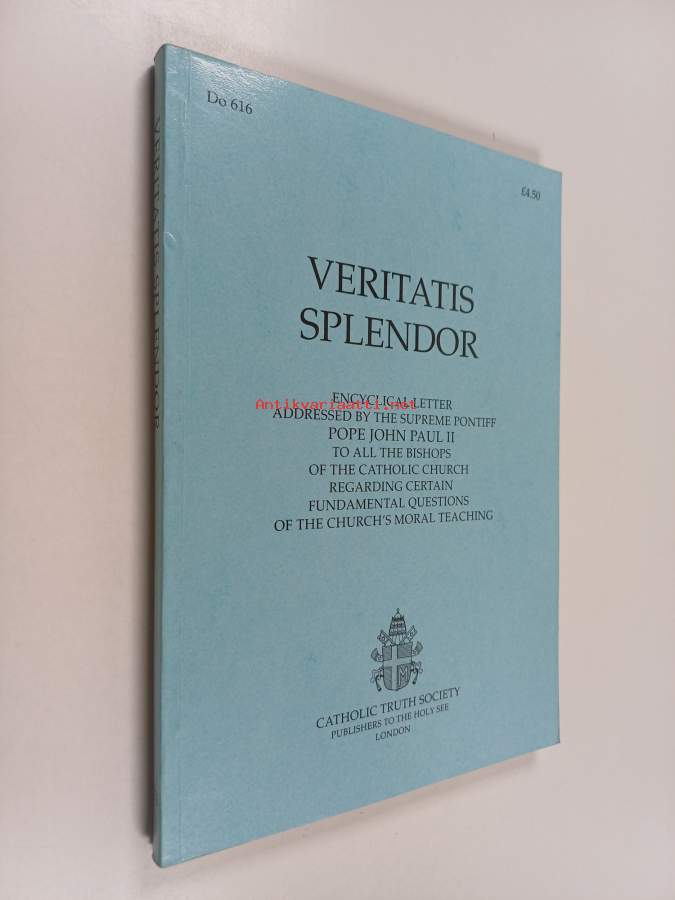 Do 616
£4.50
VERITATIS SPLENDOR
VERITATIS
SPLENDOR
ENCYCLICAL LETTER
Antikvariaatti.net
ADDRESSED BY THE SUPREME PONTIFF
POPE JOHN PAUL II
TO ALL THE BISHOPS
OF THE CATHOLIC CHURCH
REGARDING CERTAIN
FUNDAMENTAL QUESTIONS
OF THE CHURCH'S MORAL TEACHING
CATHOLIC TRUTH SOCIETY
PUBLISHERS TO THE HOLY SEE
LONDON